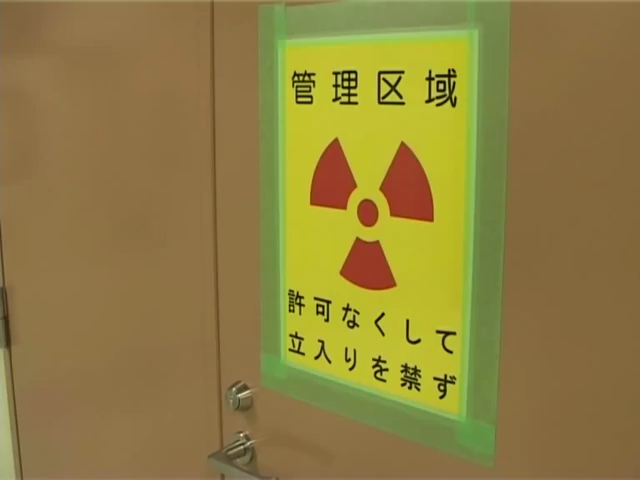 管理区域
許可なくして
立入りを禁ず